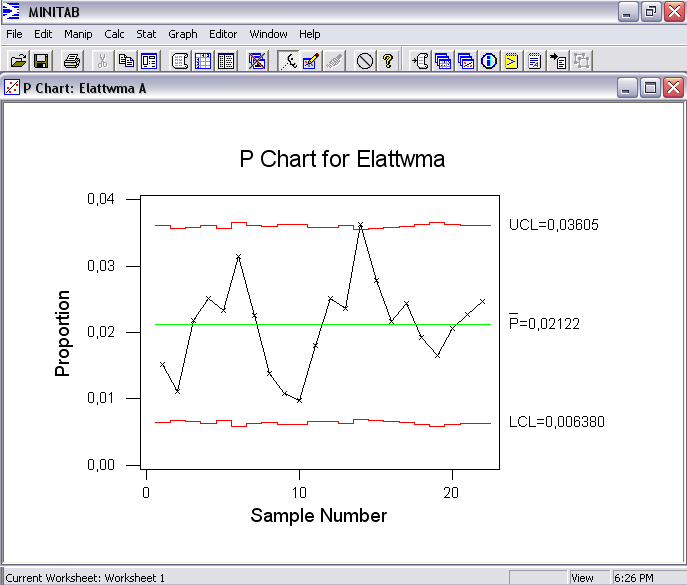 MINITAB
File Edit Manip Calc Stat Graph Editor Window Help
P Chart: Elattwma A
P Chart for Elattwma
0,04
0,03
0,02
0,01
0,00
Proportion
UCL=0,03605
P=0,02122
LCL=0,006380
0 10 20
Sample Number
Current Worksheet: Worksheet 1 View 6:26 PM